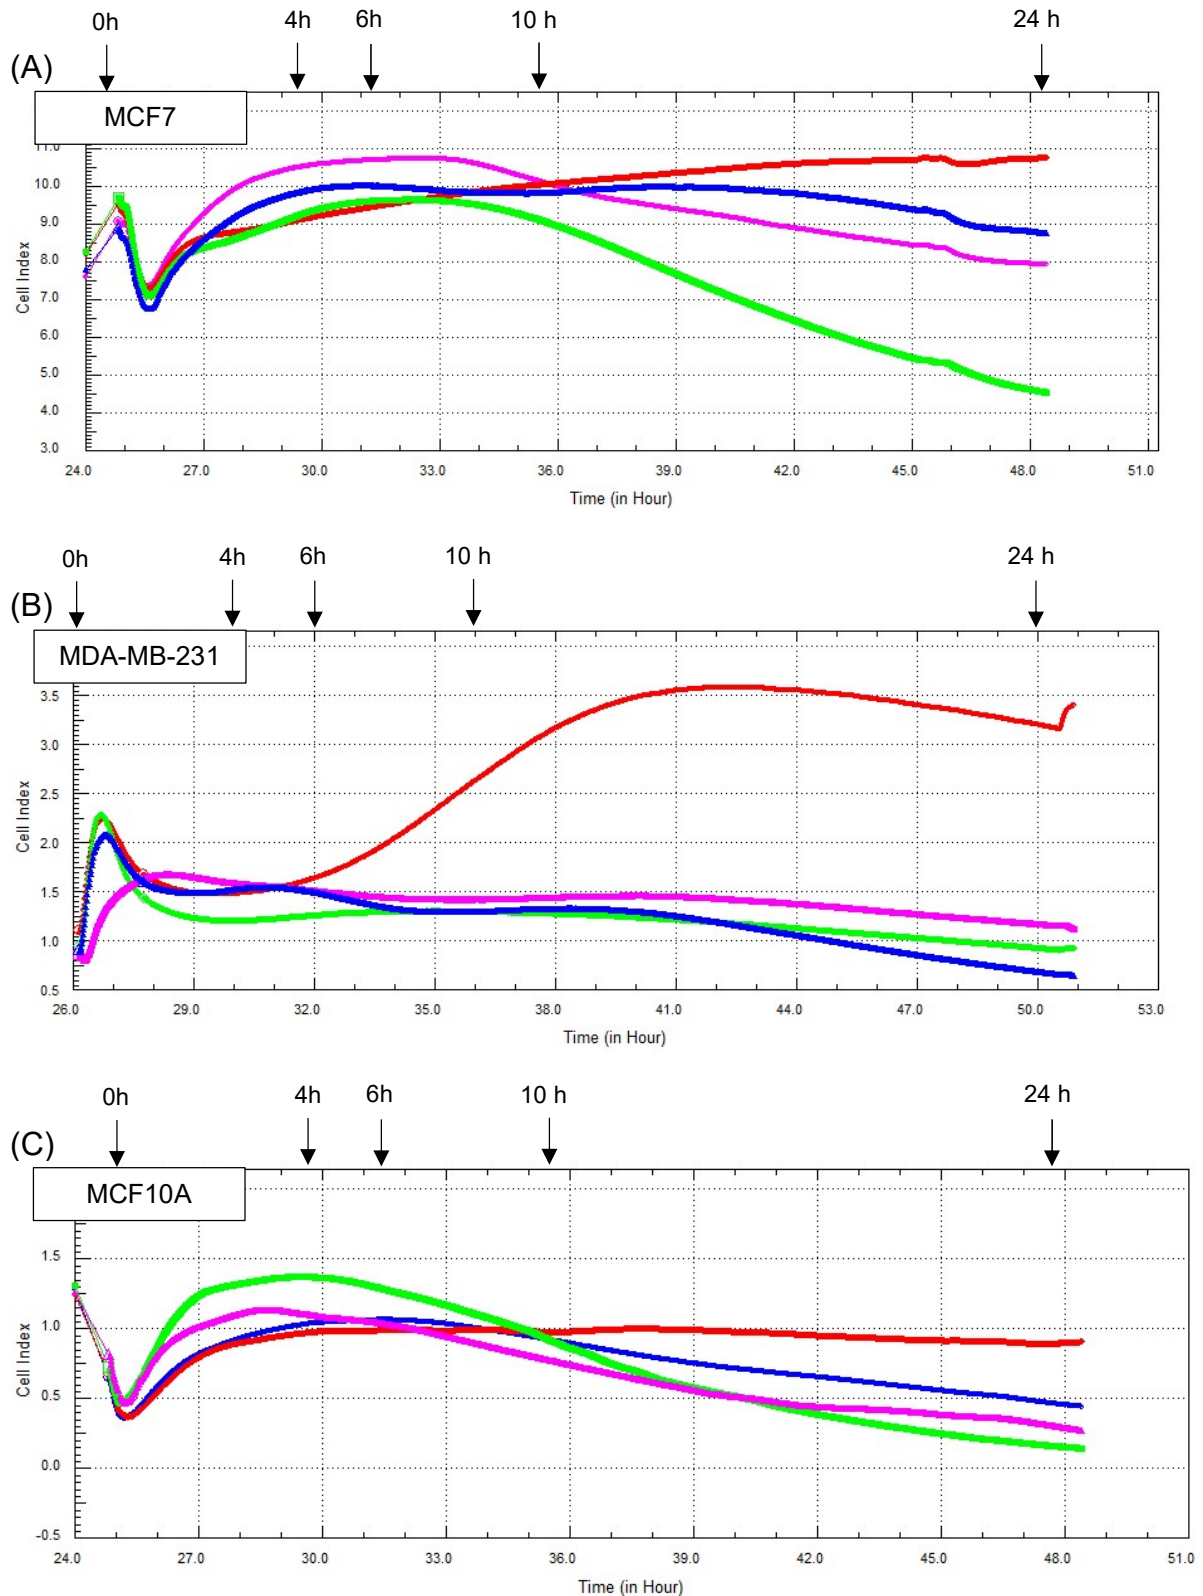 0h 4h 6h 10 h 24 h
(A)
MCF7
11.0
10.0
9.0
8.0
7.0
6.0
5.0
4.0
3.0
Cell Index
24.0 27.0 30.0 33.0 36.0 39.0 42.0 45.0 48.0 51.0
Time (in Hour)
0h 4h 6h 10 h 24 h
(B)
MDA-MB-231
3.5
3.0
2.5
2.0
1.5
1.0
0.5
Cell Index
26.0 29.0 32.0 35.0 38.0 41.0 44.0 47.0 50.0 53.0
Time (in Hour)
0h 4h 6h 10 h 24 h
(C)
MCF10A
1.5
1.0
0.5
0.0
-0.5
Cell Index
24.0 27.0 30.0 33.0 36.0 39.0 42.0 45.0 48.0 51.0
Time (in Hour)